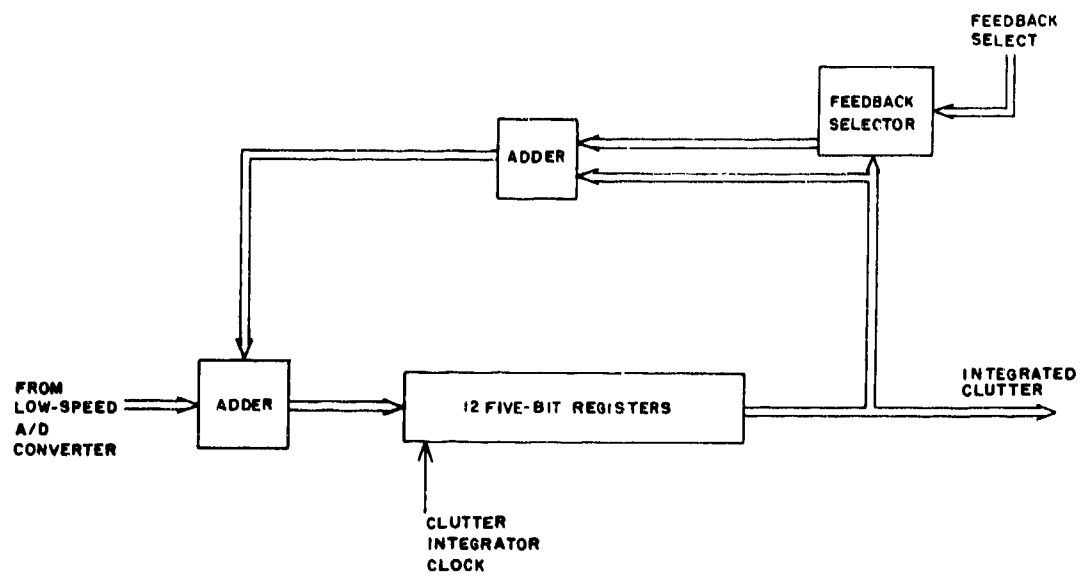 FEEDBACK
SELECT
FEEDBACK
SELECTOR
ADDER
FROM
LOW-SPEED
A/D
CONVERTER
ADDER
12 FIVE-BIT REGISTERS
INTEGRATED
CLUTTER
CLUTTER
INTEGRATOR
CLOCK